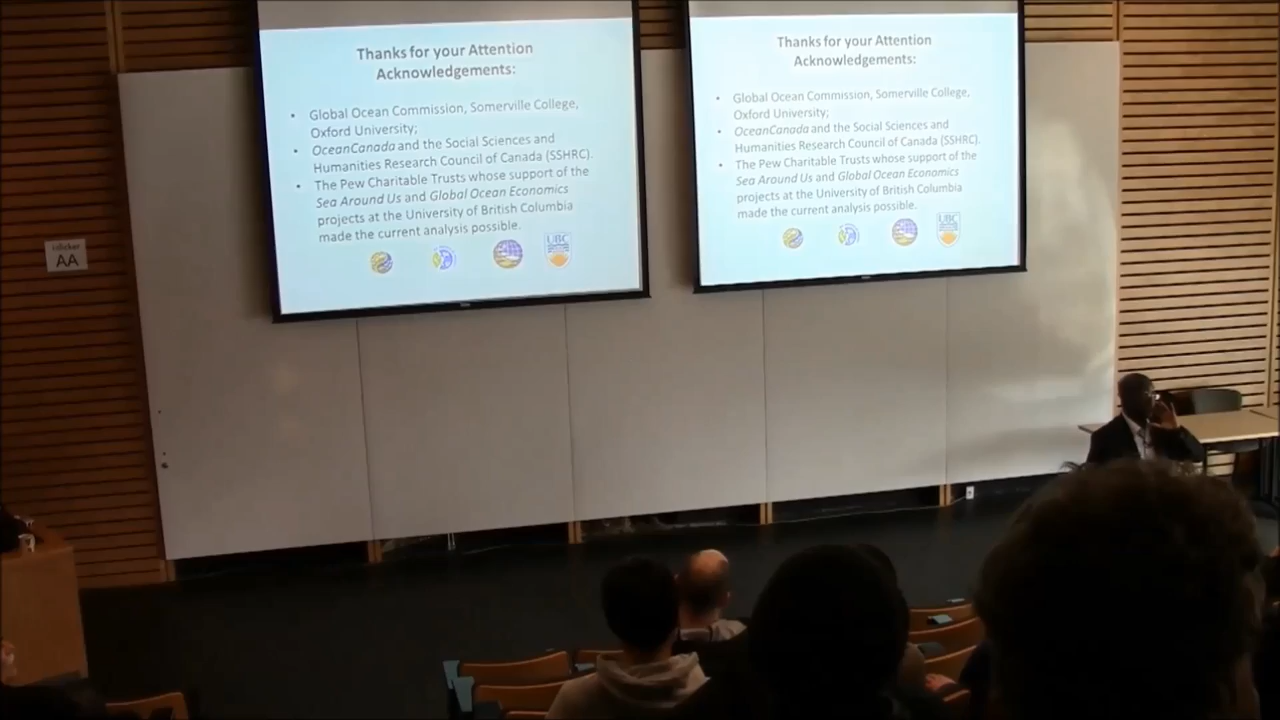 Thanks for your Attention
Acknowledgements:
• Global Ocean Commission, Somerville College,
Oxford University;
• OceanCanada and the Social Sciences and
Humanities Research Council of Canada (SSHRC).
• The Pew Charitable Trusts whose support of the
Sea Around Us and Global Ocean Economics
projects at the University of British Columbia
made the current analysis possible.
UBC
Thanks for your Attention
Acknowledgements:
• Global Ocean Commission, Somerville College,
Oxford University;
• OceanCanada and the Social Sciences and
Humanities Research Council of Canada (SSHRC).
• The Pew Charitable Trusts whose support of the
Sea Around Us and Global Ocean Economics
projects at the University of British Columbia
made the current analysis possible.
UBC
AA